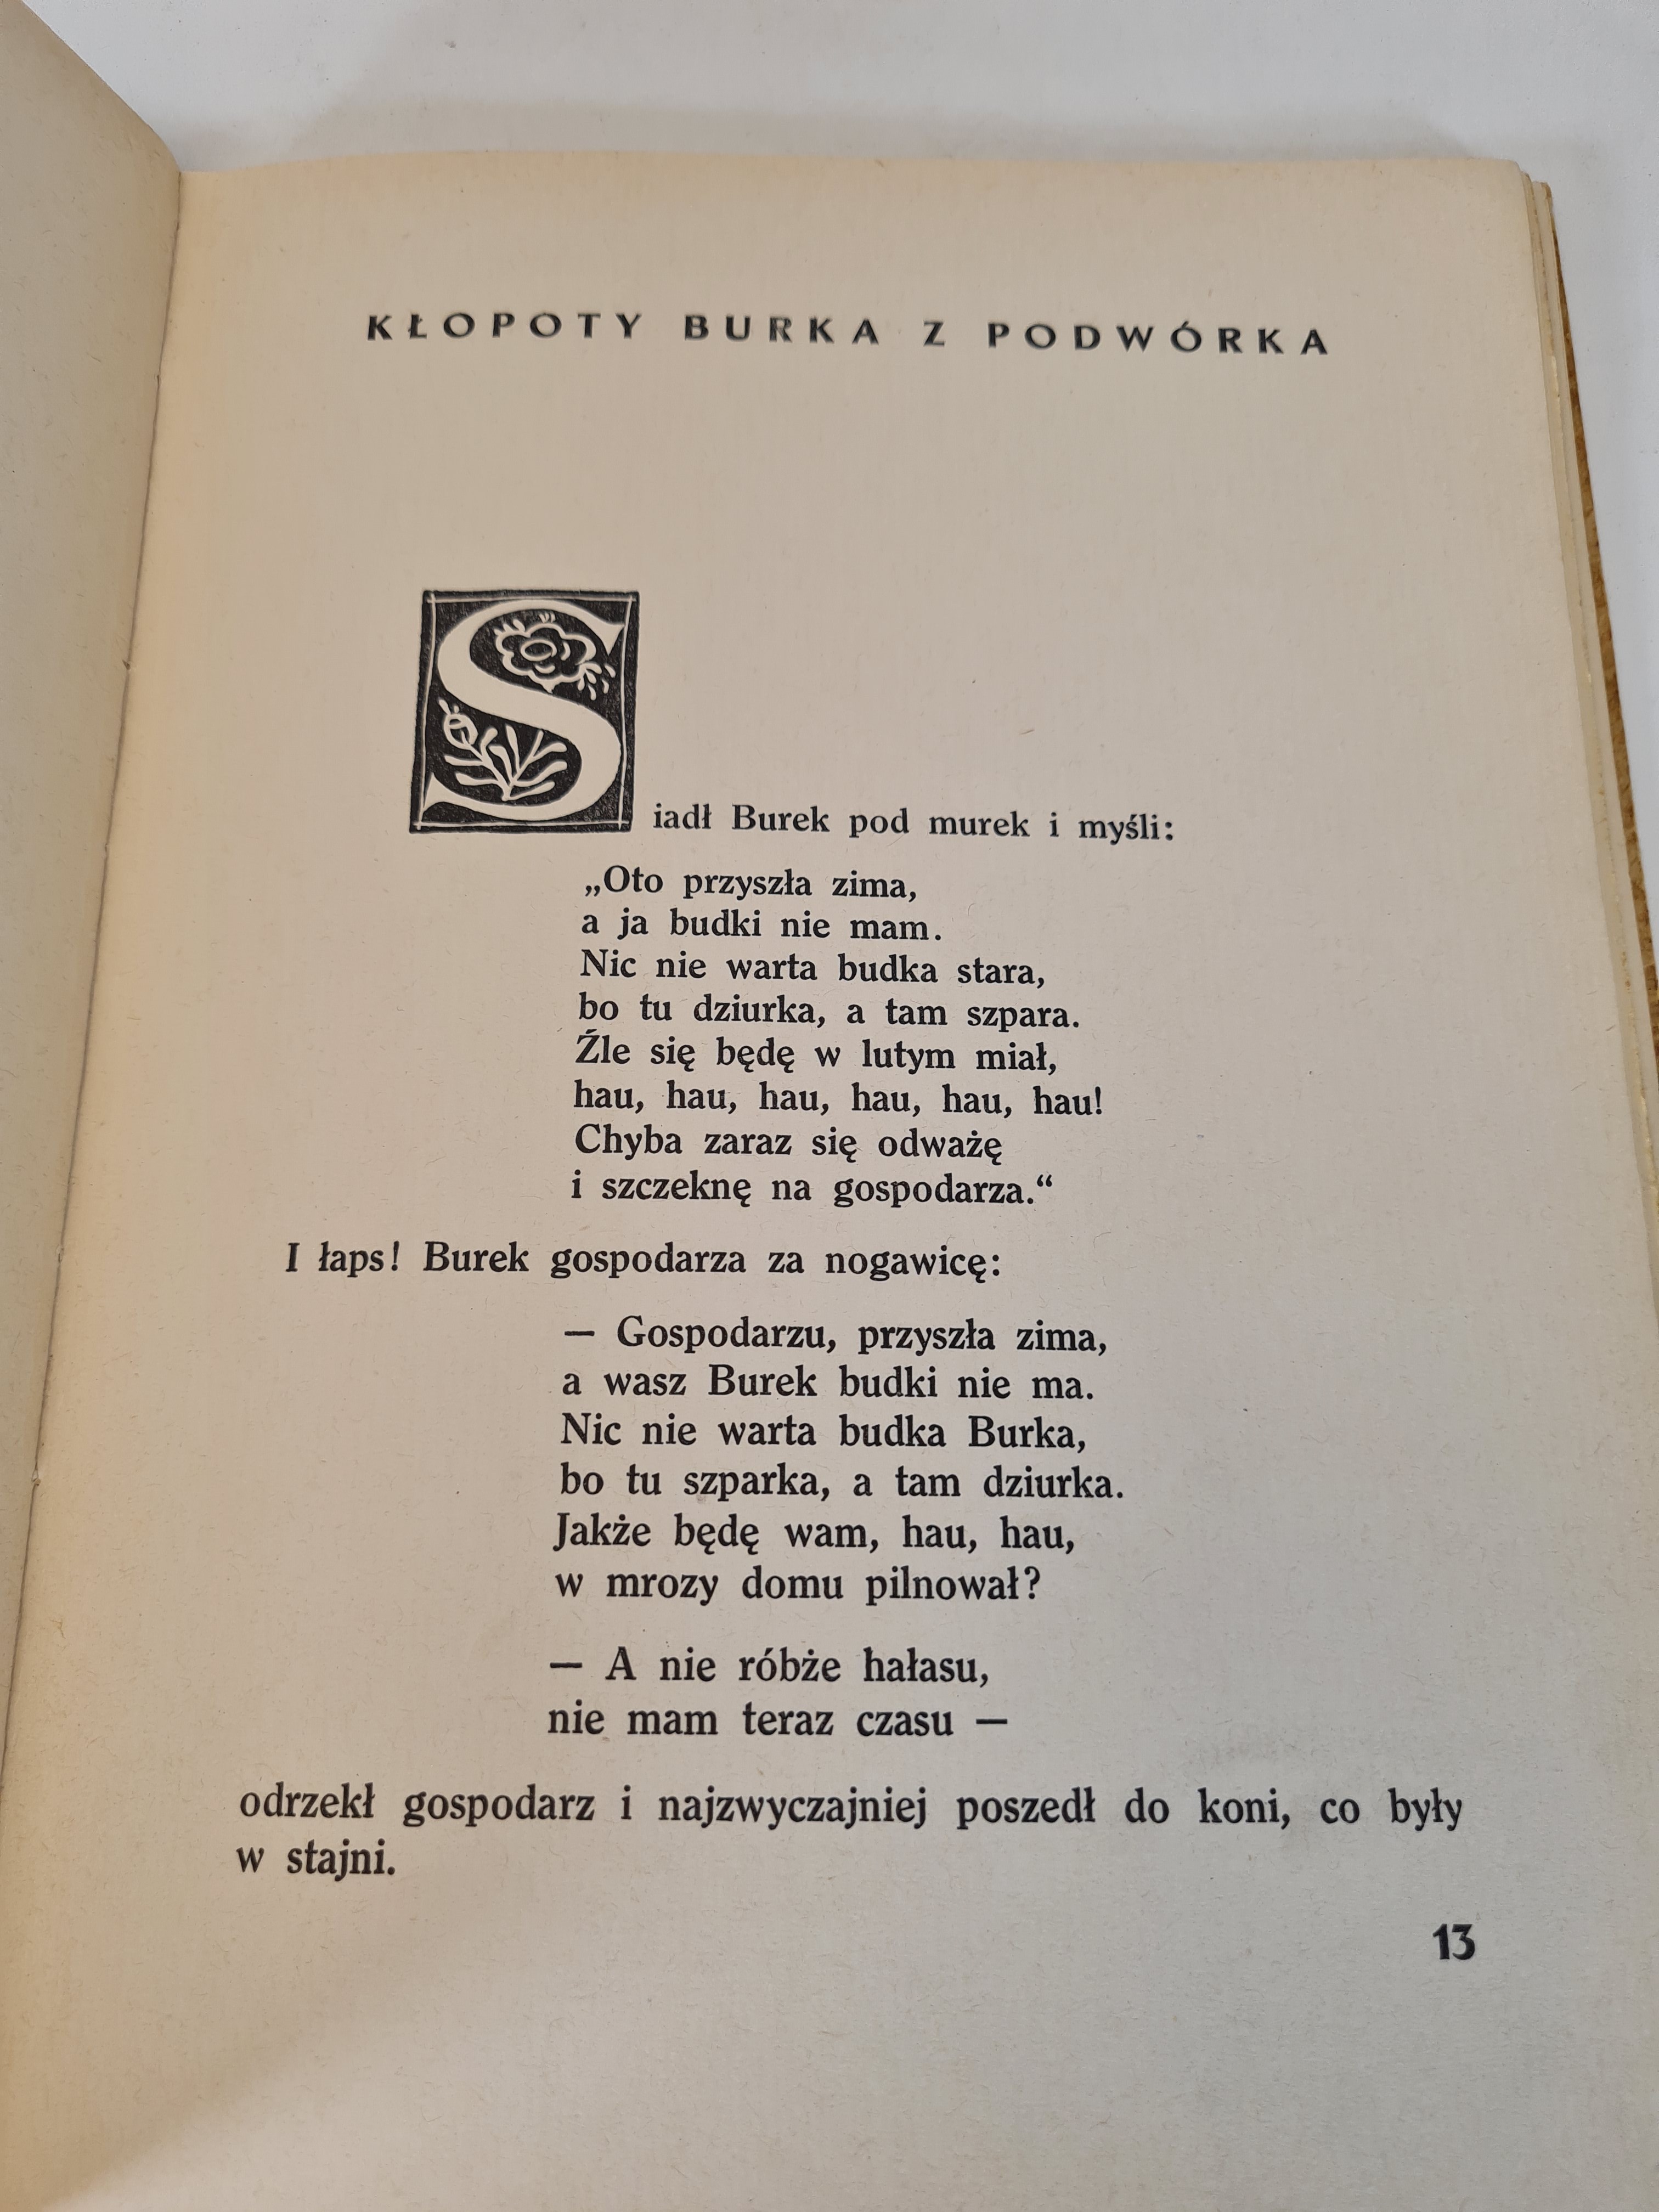 KŁOPOTY BURKA Z PODWÓRKA
Siadł Burek pod murek i myśli:
„Oto przyszła zima,
a ja budki nie mam.
Nic nie warta budka stara,
bo tu dziurka, a tam szpara.
Źle się będę w lutym miał,
hau, hau, hau, hau, hau, hau!
Chyba zaraz się odważę
i szczeknę na gospodarza.“
I łaps! Burek gospodarza za nogawicę:
— Gospodarzu, przyszła zima,
a wasz Burek budki nie ma.
Nic nie warta budka Burka,
bo tu szparka, a tam dziurka.
Jakże będę wam, hau, hau,
w mrozy domu pilnował?
— A nie róbże hałasu,
nie mam teraz czasu —
odrzekł gospodarz i najzwyczajniej poszedł do koni, co były
w stajni.
13